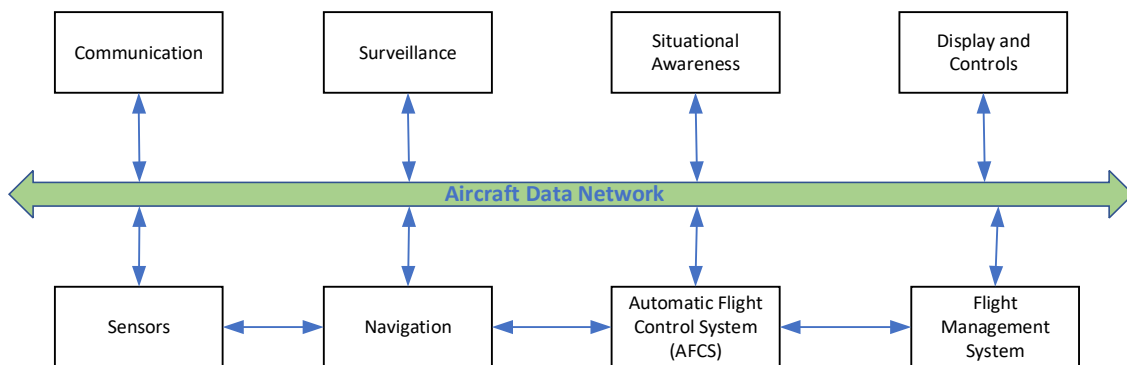 Communication
Surveillance
Situational
Awareness
Display and
Controls
Aircraft Data Network
Sensors
Navigation
Automatic Flight
Control System
(AFCS)
Flight
Management
System